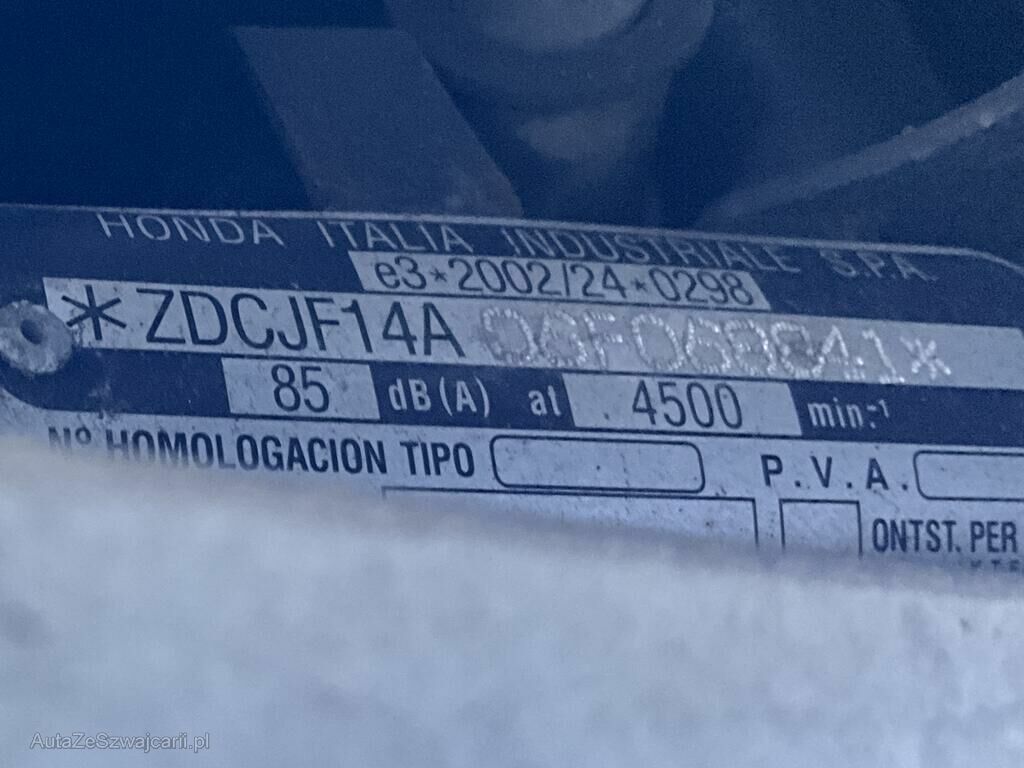 HONDA ITALIA INDUSTRIALE S.P.A.
e3*2002/24*0298
*ZDCJF14A
85 dB (A) at 4500 min.-1
Nº HOMOLOGACION TIPO P.V.A.
ONTST. PER
AutaZeSzwajcarii.pl